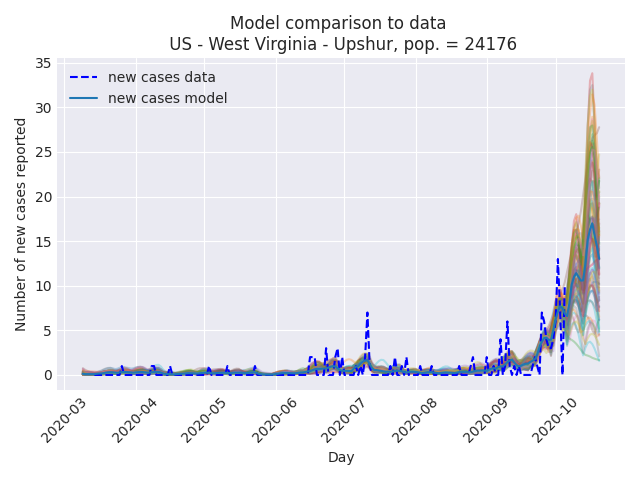 Model comparison to data
US - West Virginia - Upshur, pop. = 24176
new cases data
new cases model
Number of new cases reported
35
30
25
20
15
10
5
0
2020-03
2020-04
2020-05
2020-06
2020-07
2020-08
2020-09
2020-10
Day